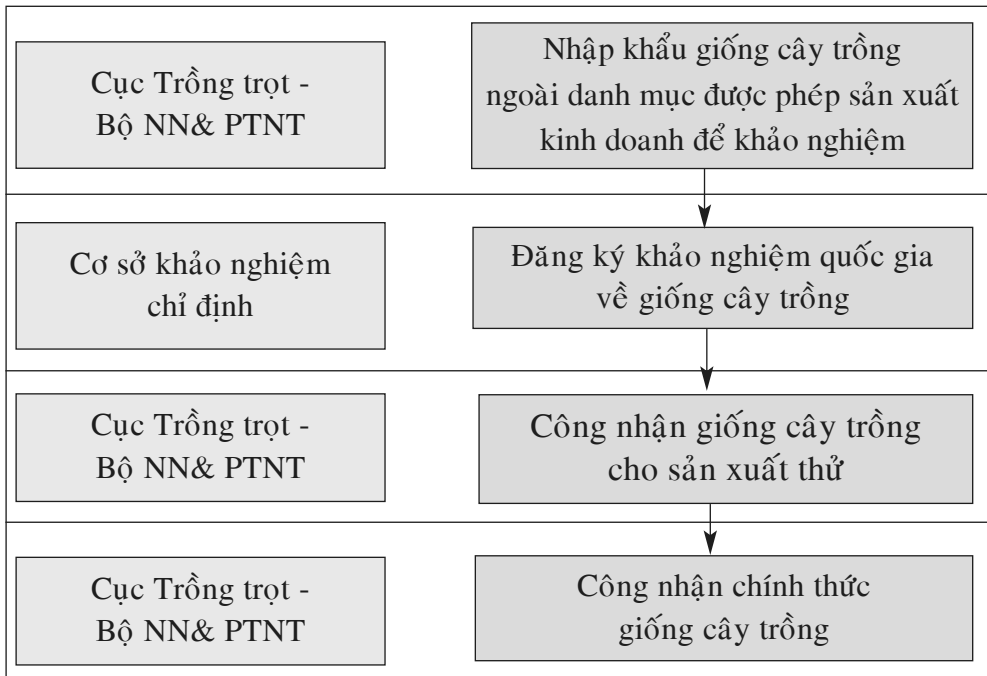 Cục Trồng trọt -
Bộ NN& PTNT
Nhập khẩu giống cây trồng
ngoài danh mục được phép sản xuất
kinh doanh để khảo nghiệm
Cơ sở khảo nghiệm
chỉ định
Đăng ký khảo nghiệm quốc gia
về giống cây trồng
Cục Trồng trọt -
Bộ NN& PTNT
Công nhận giống cây trồng
cho sản xuất thử
Cục Trồng trọt -
Bộ NN& PTNT
Công nhận chính thức
giống cây trồng